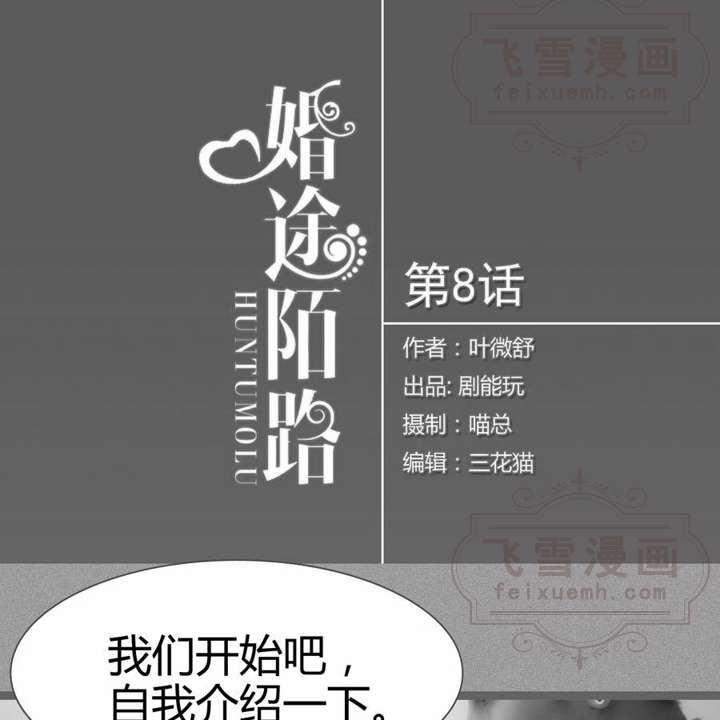 飞雪漫画
feixuemh.com
婚途陌路
HUNTUMOLU
第8话
作者：叶微舒
出品: 剧能玩
摄制：喵总
编辑：三花猫
飞雪漫画
feixuemh.com
我们开始吧，
自我介绍一下。